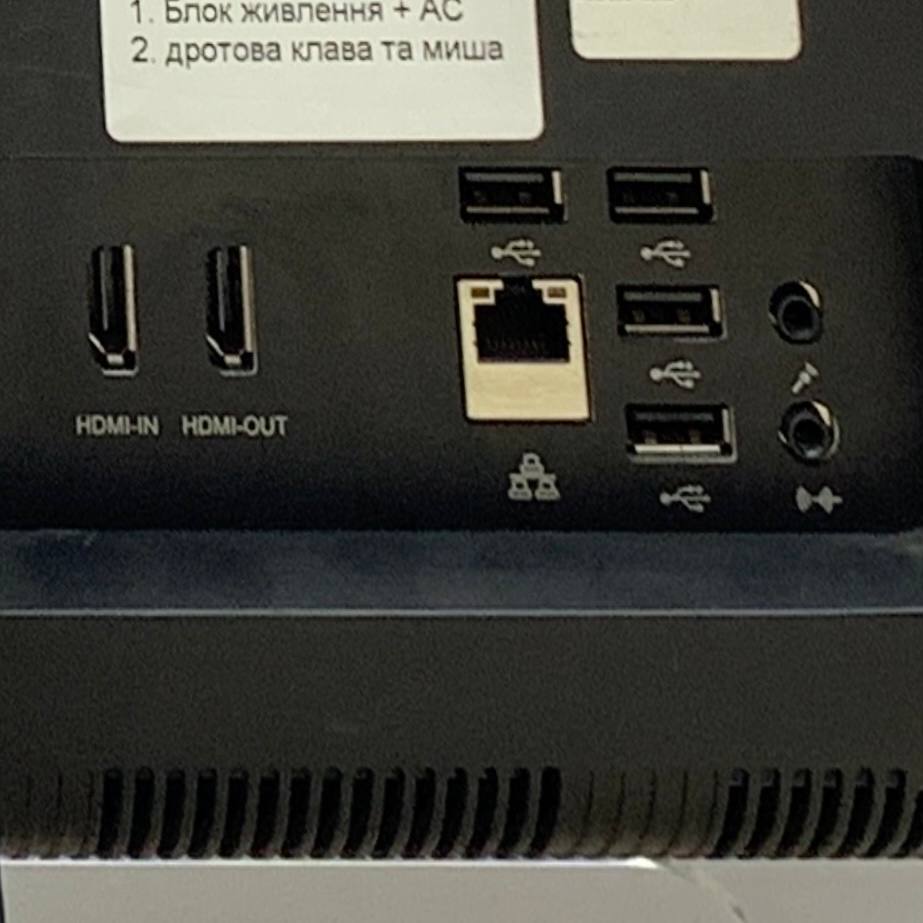 1. Блок живлення + АС
2. дротова клава та миша
HDMI-IN HDMI-OUT